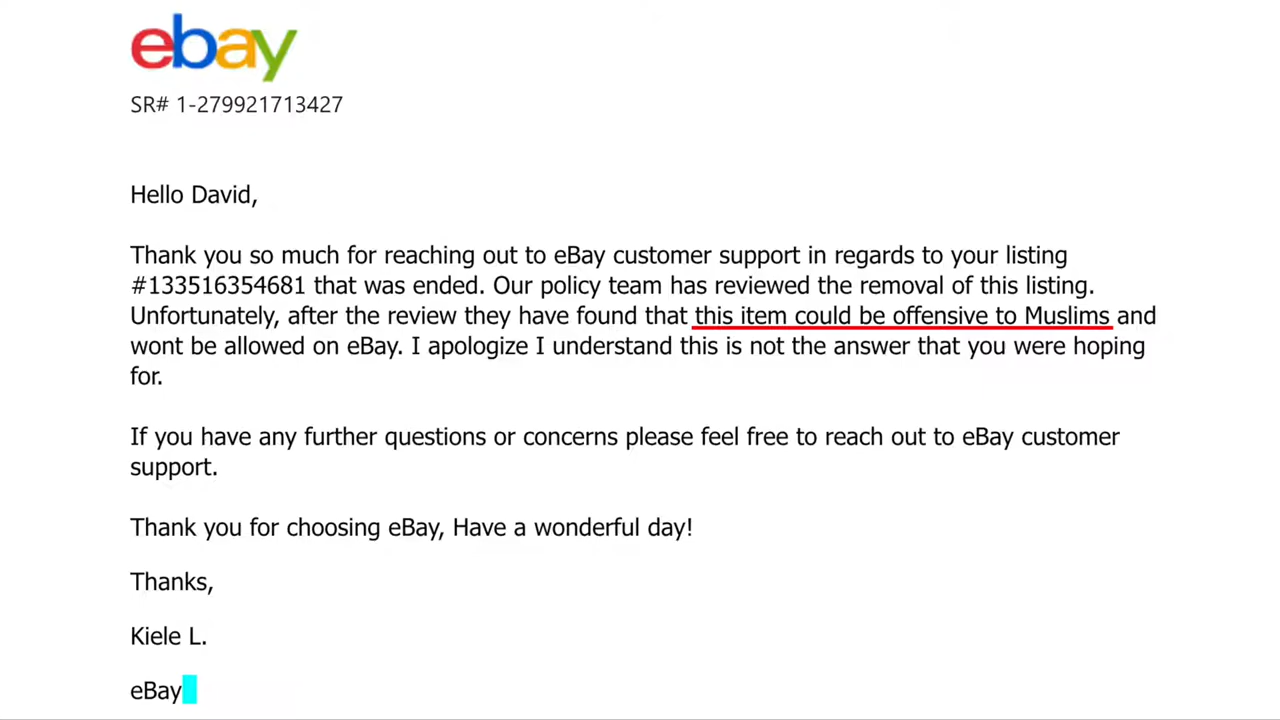 ebay
SR# 1-279921713427
Hello David,
Thank you so much for reaching out to eBay customer support in regards to your listing
#133516354681 that was ended. Our policy team has reviewed the removal of this listing.
Unfortunately, after the review they have found that this item could be offensive to Muslims and
wont be allowed on eBay. I apologize I understand this is not the answer that you were hoping
for.
If you have any further questions or concerns please feel free to reach out to eBay customer
support.
Thank you for choosing eBay, Have a wonderful day!
Thanks,
Kiele L.
eBay